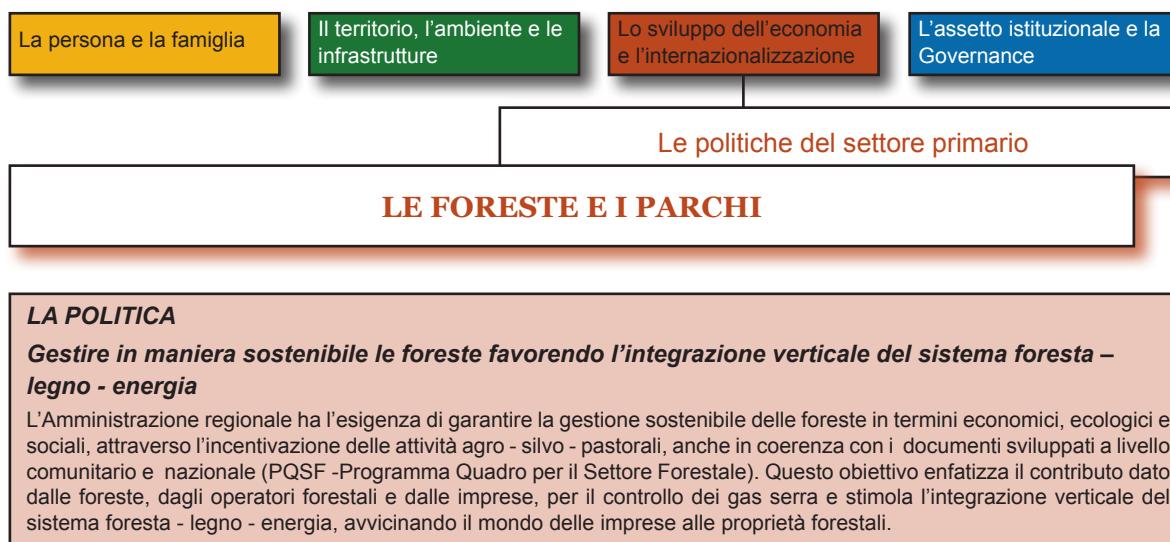 La persona e la famiglia
Il territorio, l'ambiente e le
infrastrutture
Lo sviluppo dell'economia
e l'internazionalizzazione
L'assetto istituzionale e la
Governance
Le politiche del settore primario
LE FORESTE E I PARCHI
LA POLITICA
Gestire in maniera sostenibile le foreste favorendo l'integrazione verticale del sistema foresta –
legno - energia
L'Amministrazione regionale ha l'esigenza di garantire la gestione sostenibile delle foreste in termini economici, ecologici e
sociali, attraverso l'incentivazione delle attività agro - silvo - pastorali, anche in coerenza con i documenti sviluppati a livello
comunitario e nazionale (PQSF -Programma Quadro per il Settore Forestale). Questo obiettivo enfatizza il contributo dato
dalle foreste, dagli operatori forestali e dalle imprese, per il controllo dei gas serra e stimola l'integrazione verticale del
sistema foresta - legno - energia, avvicinando il mondo delle imprese alle proprietà forestali.